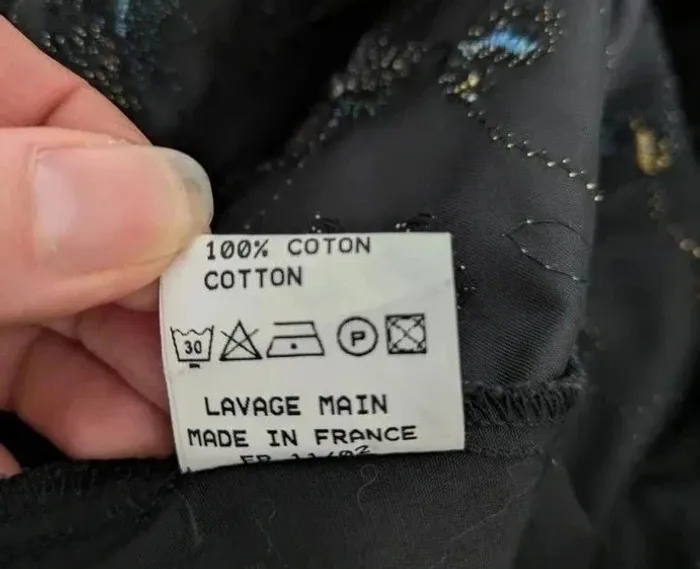 100% COTON
COTTON
30 P
LAVAGE MAIN
MADE IN FRANCE